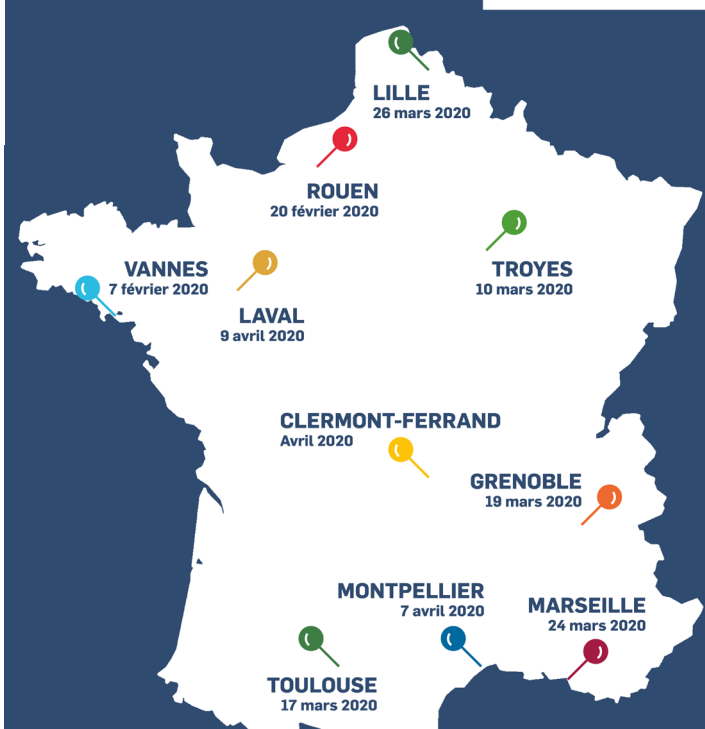 LILLE
26 mars 2020
ROUEN
20 février 2020
VANNES
7 février 2020
TROYES
10 mars 2020
LAVAL
9 avril 2020
CLERMONT-FERRAND
Avril 2020
GRENOBLE
19 mars 2020
MONTPELLIER
7 avril 2020
MARSEILLE
24 mars 2020
TOULOUSE
17 mars 2020